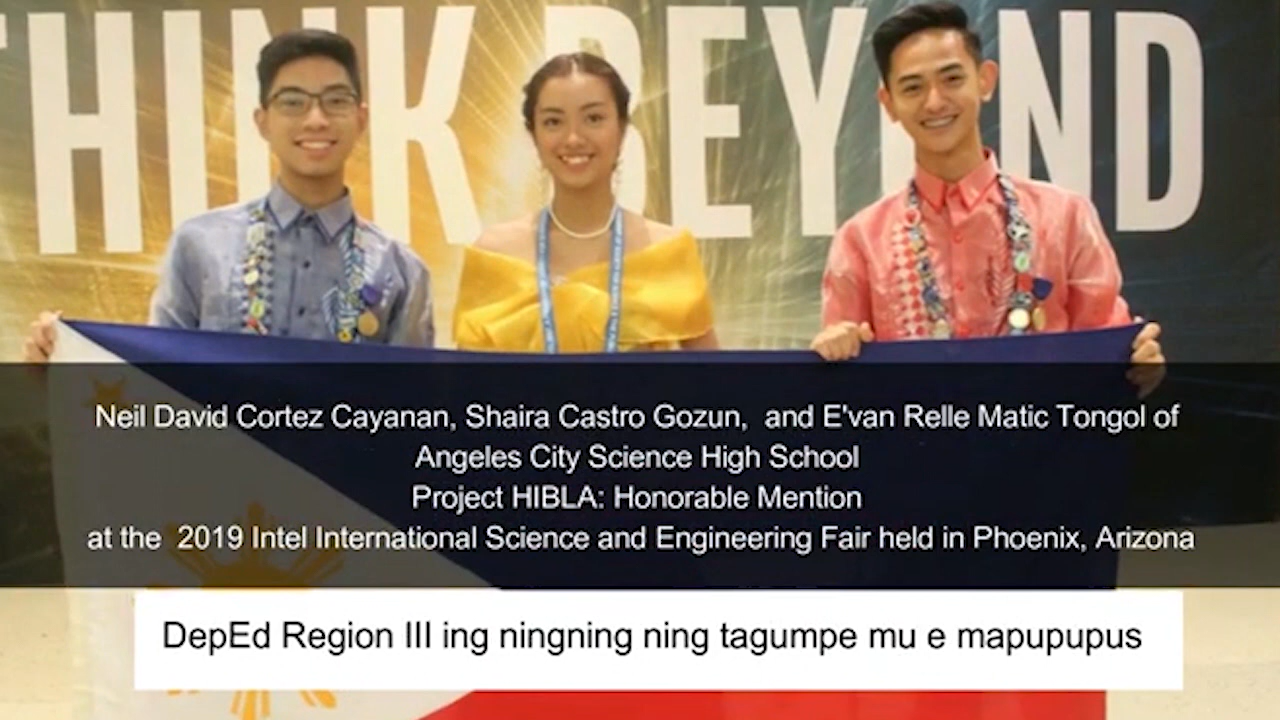 THINK BEYOND
Neil David Cortez Cayanan, Shaira Castro Gozun,  and E'van Relle Matic Tongol of
Angeles City Science High School
Project HIBLA: Honorable Mention
at the  2019 Intel International Science and Engineering Fair held in Phoenix, Arizona
DepEd Region III ing ningning ning tagumpe mu e mapupupus